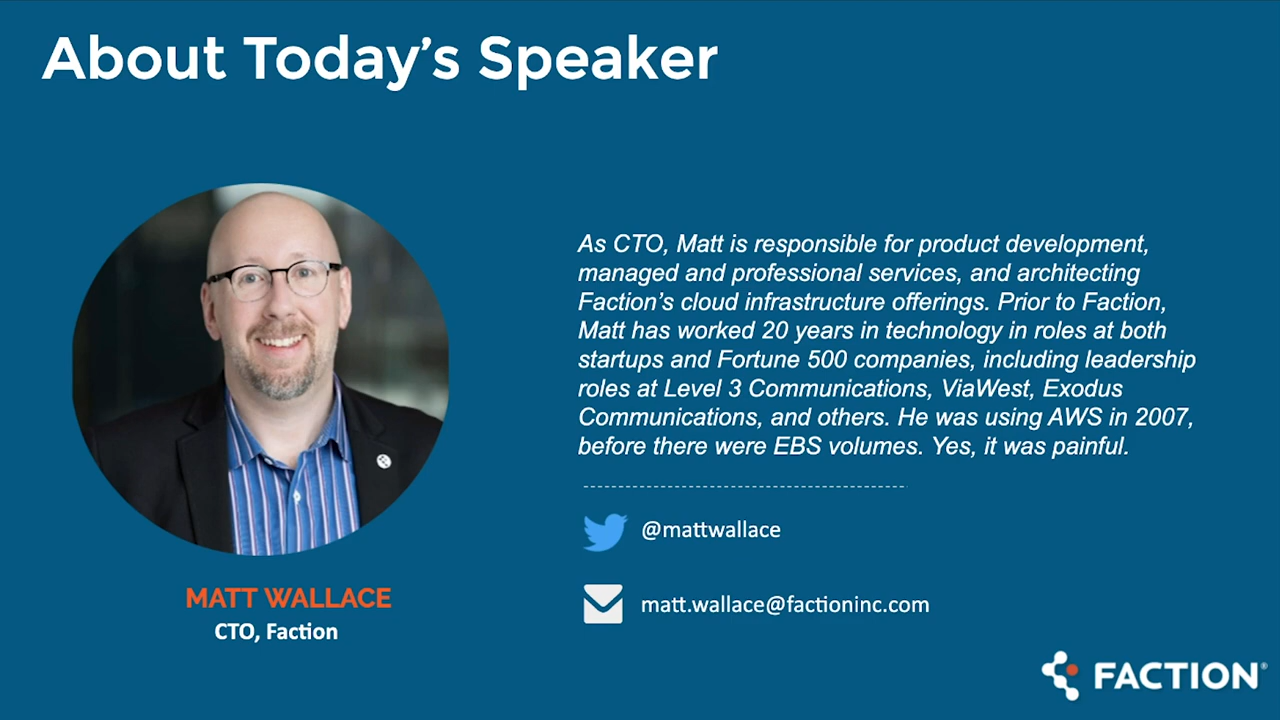 About Today’s Speaker
As CTO, Matt is responsible for product development,
managed and professional services, and architecting
Faction’s cloud infrastructure offerings. Prior to Faction,
Matt has worked 20 years in technology in roles at both
startups and Fortune 500 companies, including leadership
roles at Level 3 Communications, ViaWest, Exodus
Communications, and others. He was using AWS in 2007,
before there were EBS volumes. Yes, it was painful.
@mattwallace
MATT WALLACE
CTO, Faction
matt.wallace@factioninc.com
FACTION®